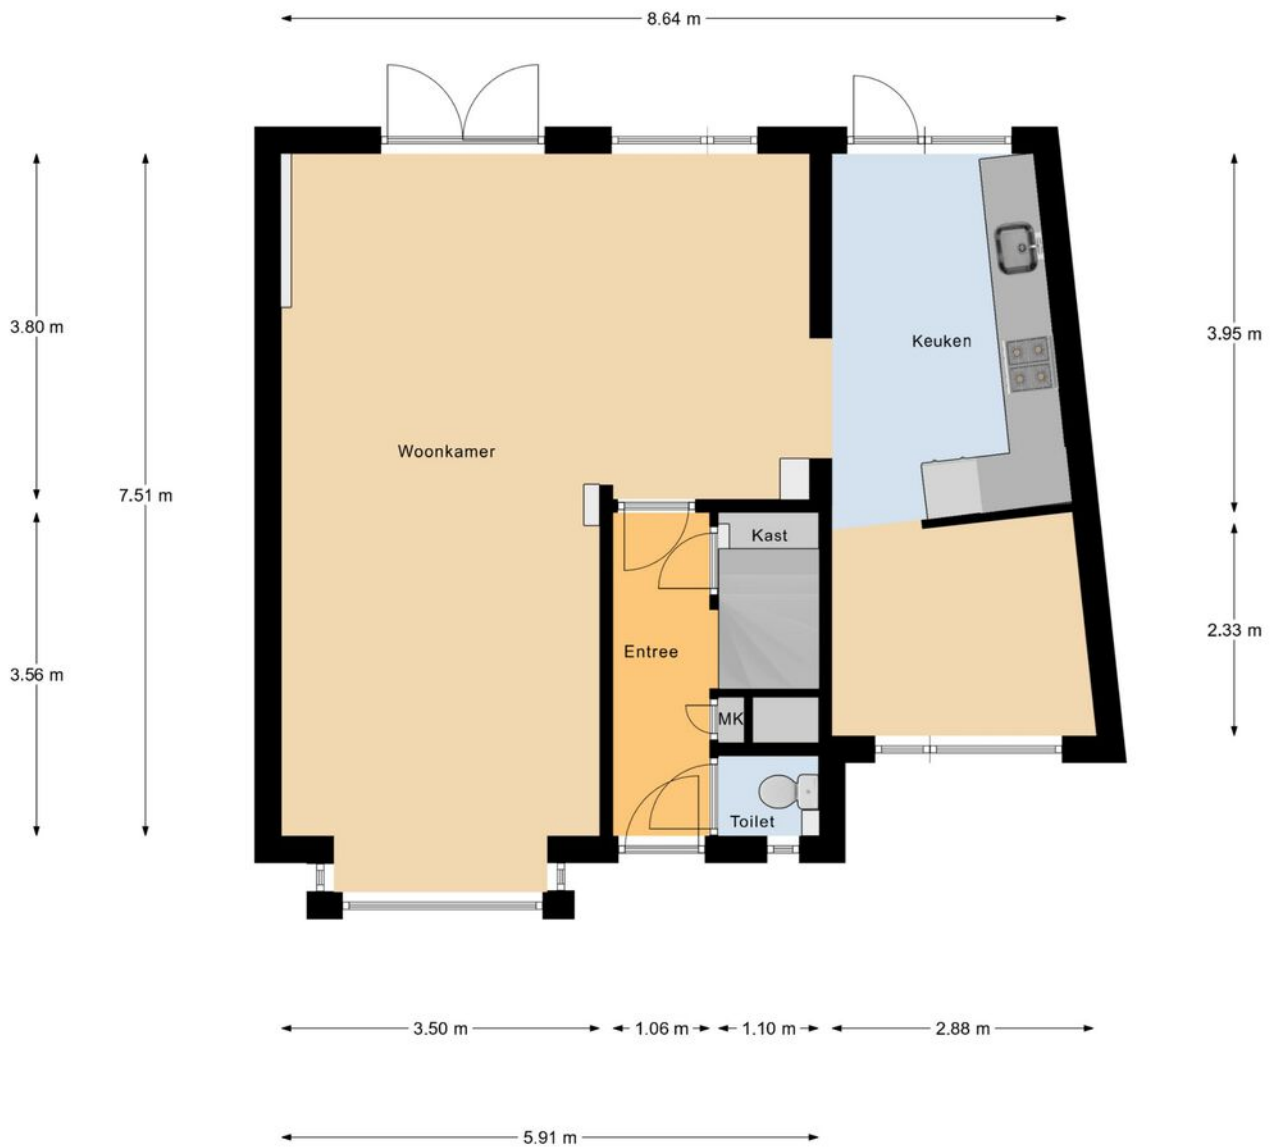 8.64 m
3.80 m
3.95 m
Keuken
Woonkamer
7.51 m
Kast
2.33 m
Entree
3.56 m
MK
Toilet
3.50 m
1.06 m
1.10 m
2.88 m
5.91 m